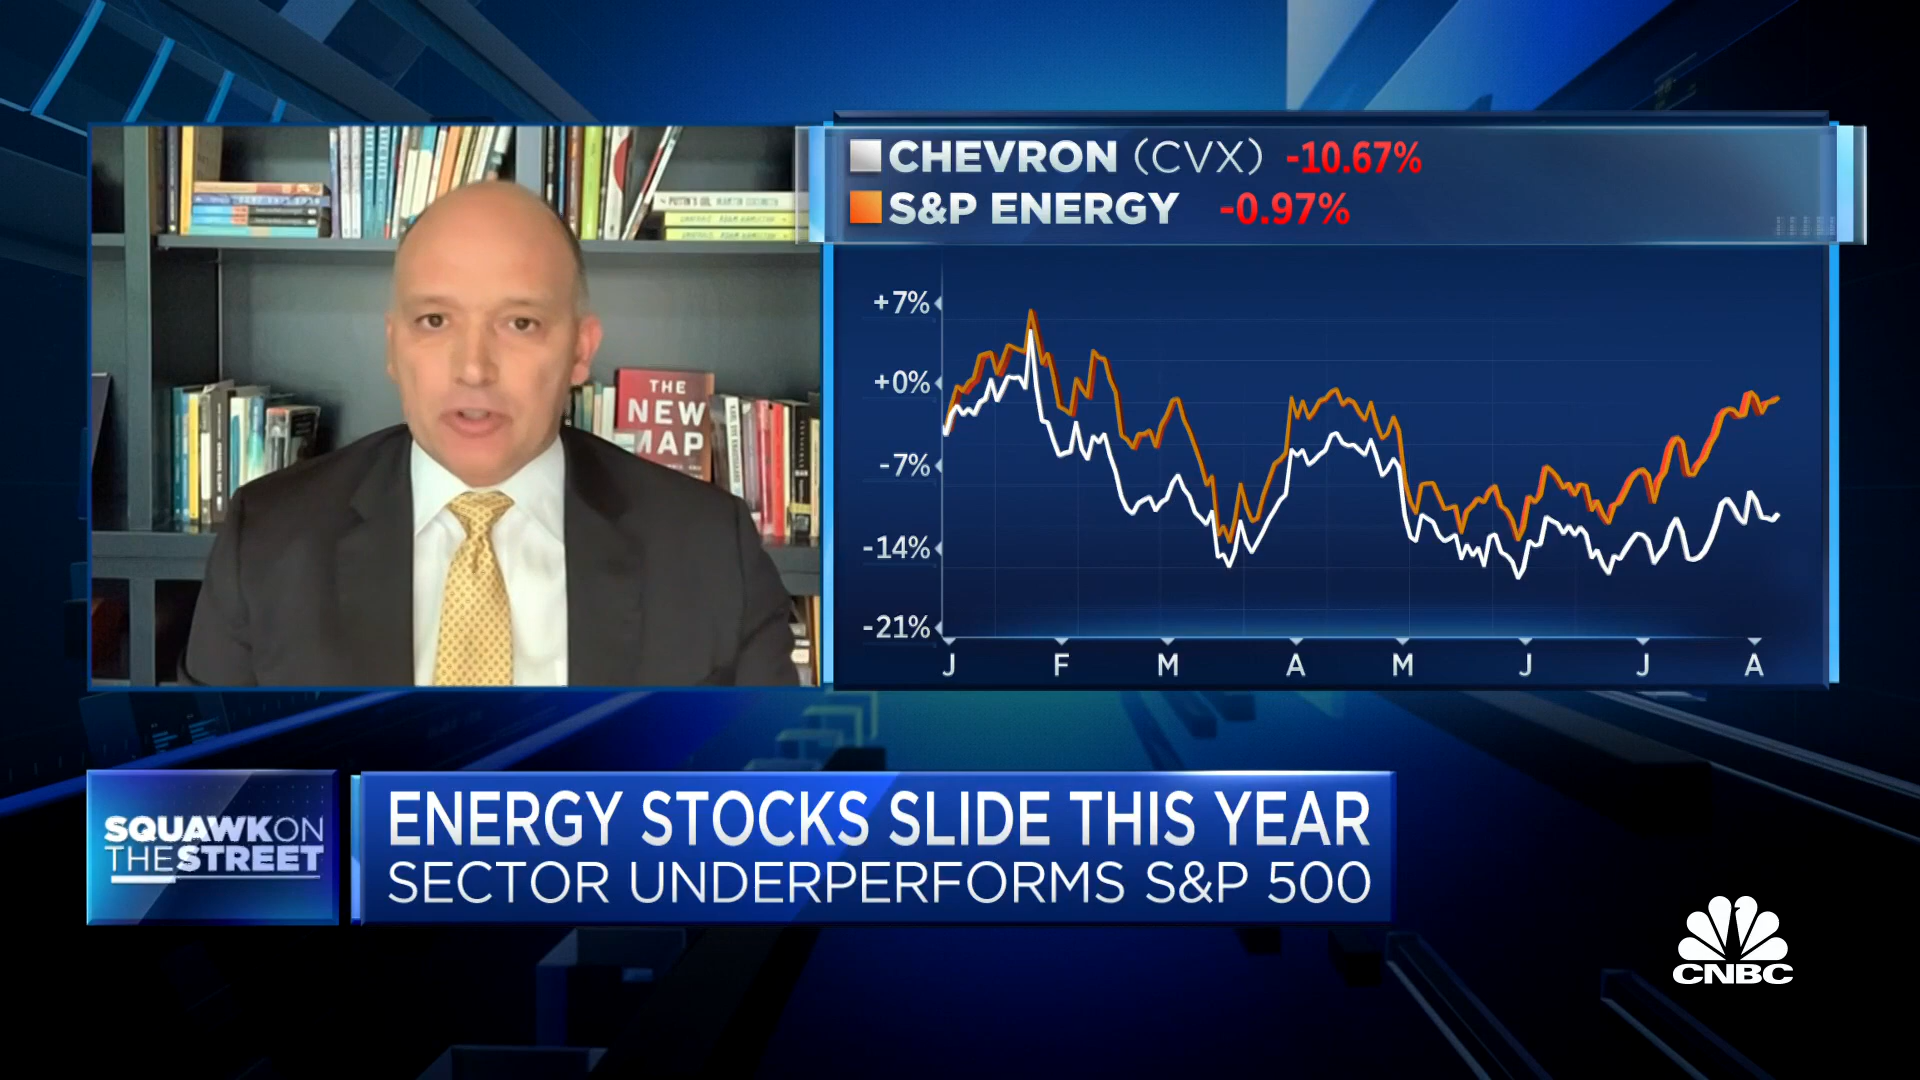 CHEVRON (CVX) -10.67%
S&P ENERGY -0.97%
+7%
+0%
-7%
-14%
-21%
J F M A M J J A
THE
NEW
MAP
ENERGY STOCKS SLIDE THIS YEAR
SECTOR UNDERPERFORMS S&P 500
SQUAWK ON
THE STREET
CNBC